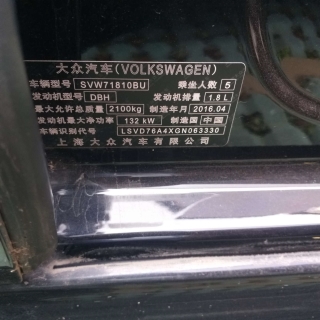 大众汽车(VOLKSWAGEN)
车辆型号 SVW71810BU 乘坐人数 5
发动机型号 DBH 发动机排量 1.8 L
最大允许总质量 2100kg 制造年月 2016.04
发动机最大净功率 132 kW 制造国 中国
车辆识别代号 LSVD76A4XGN063330
上海大众汽车有限公司